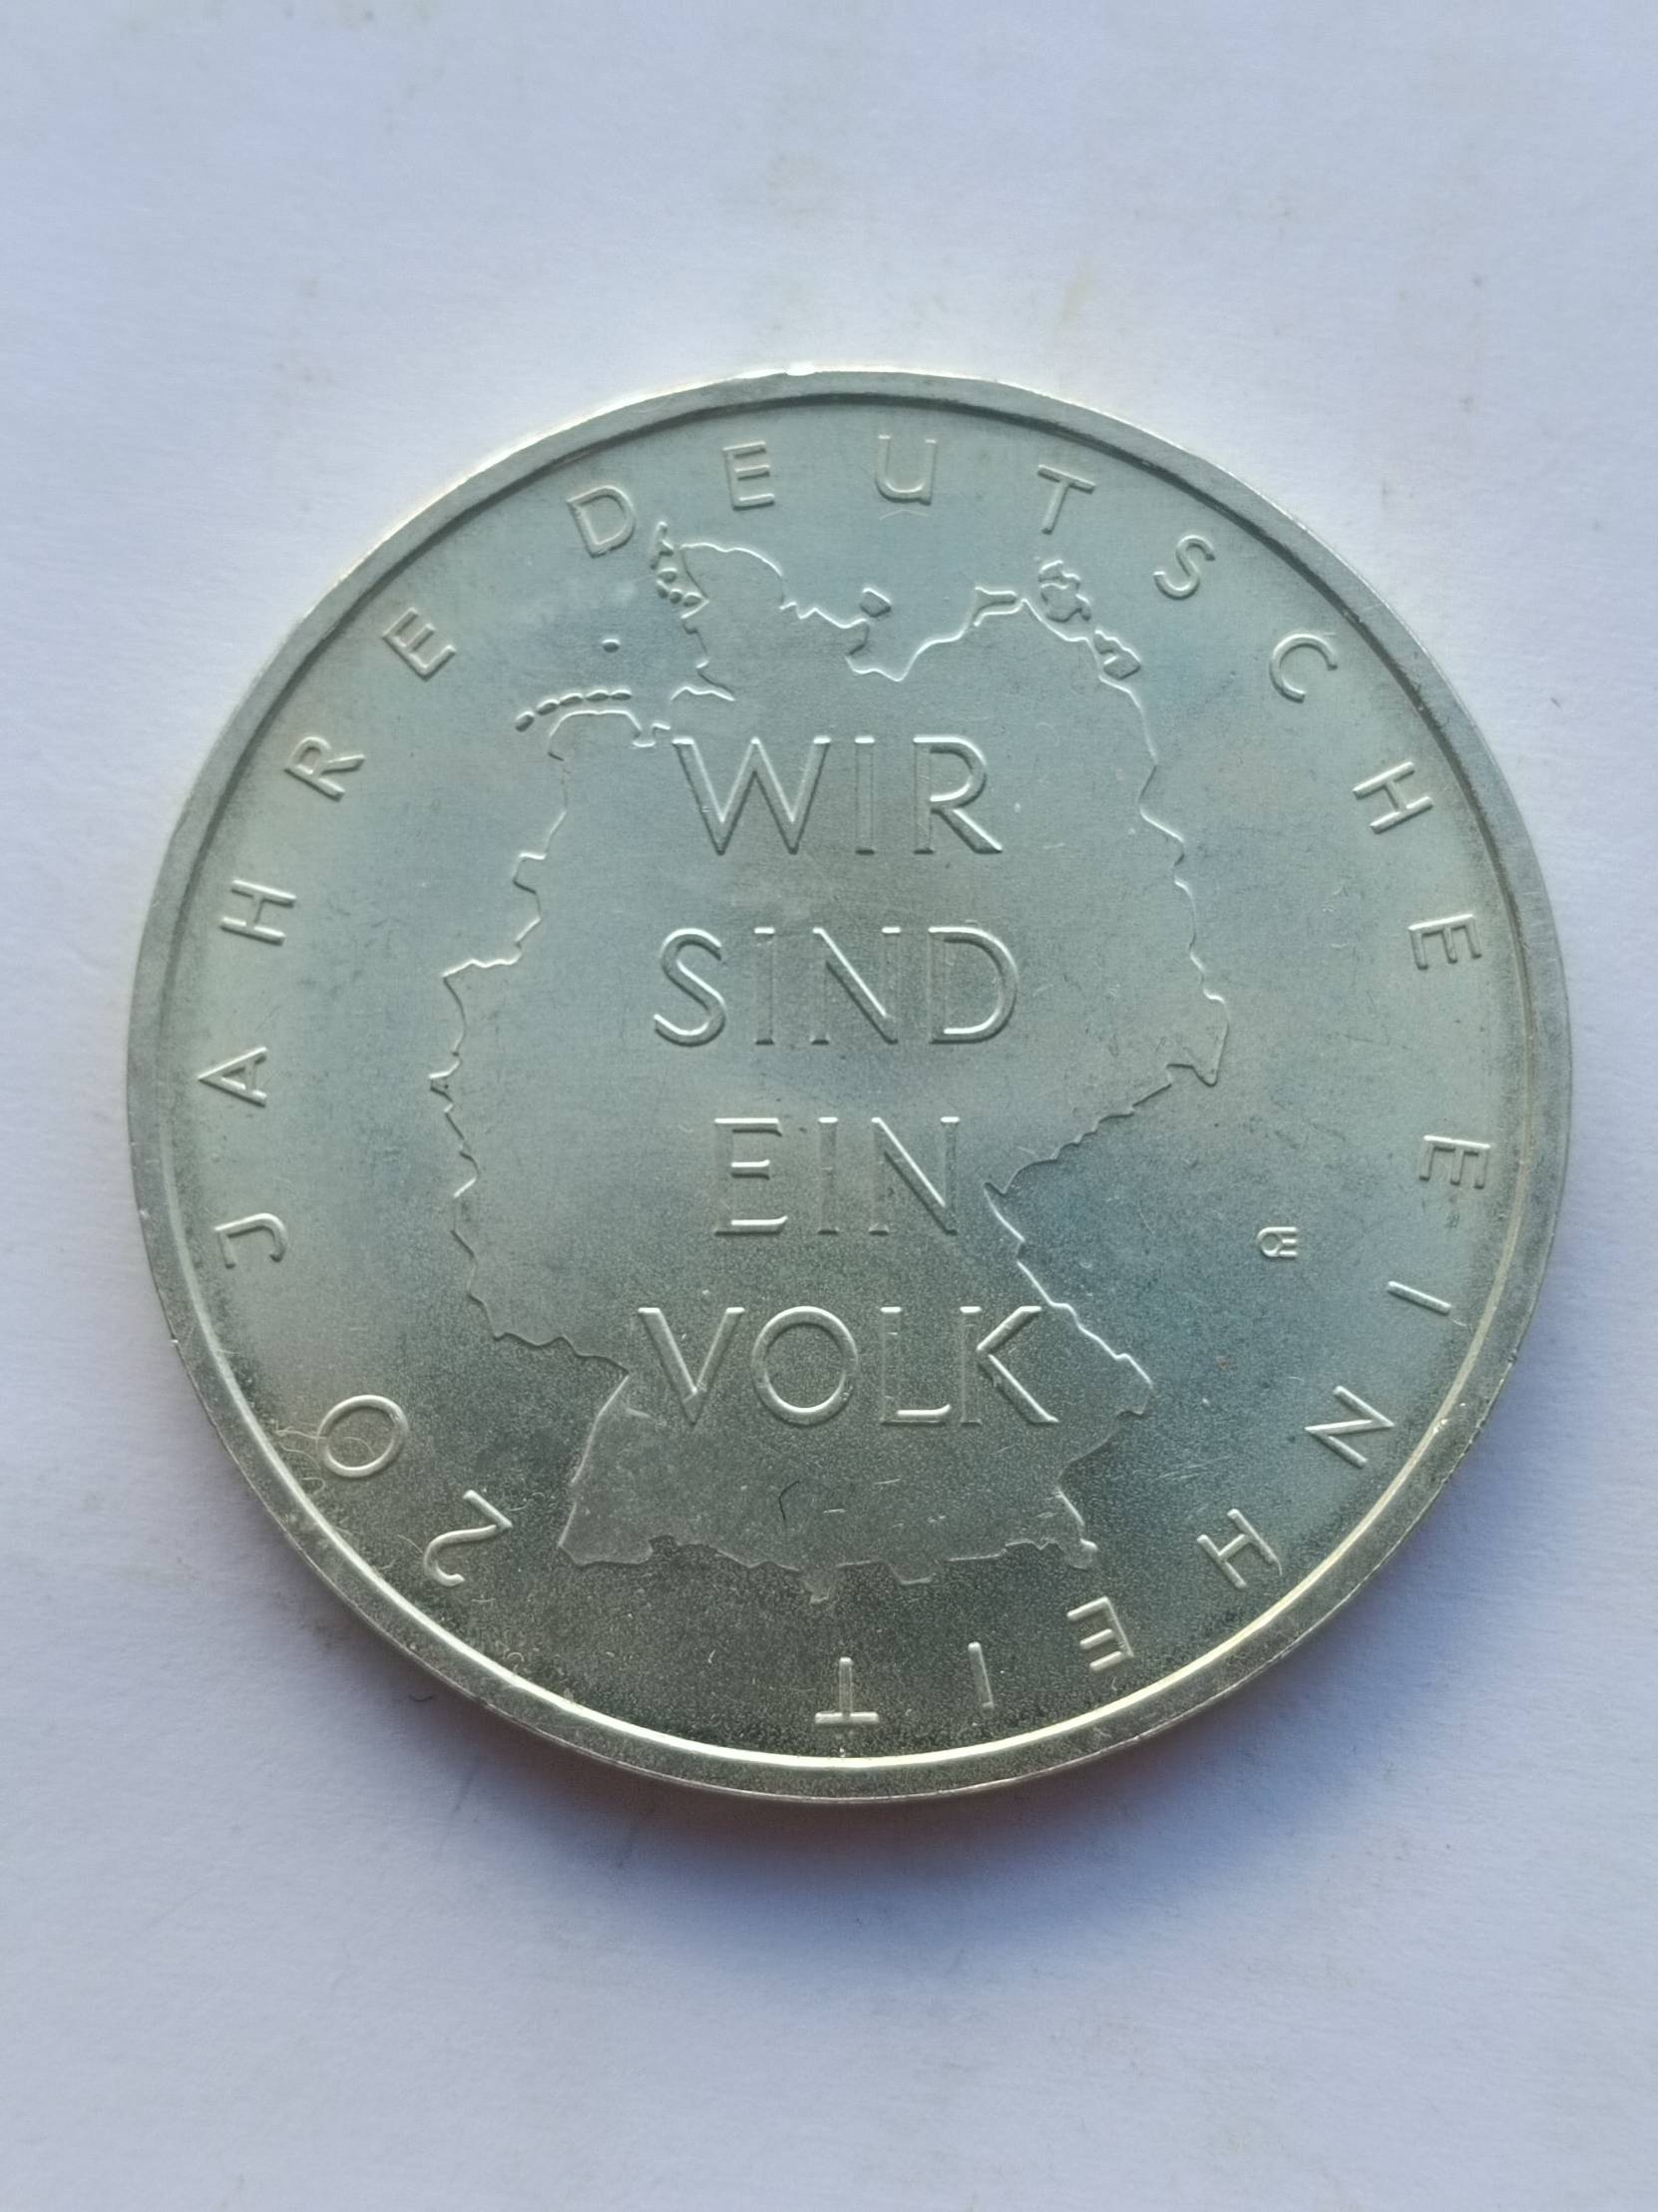 20 JAHRE DEUTSCHE EINHEIT
WIR
SIND
EIN
VOLK